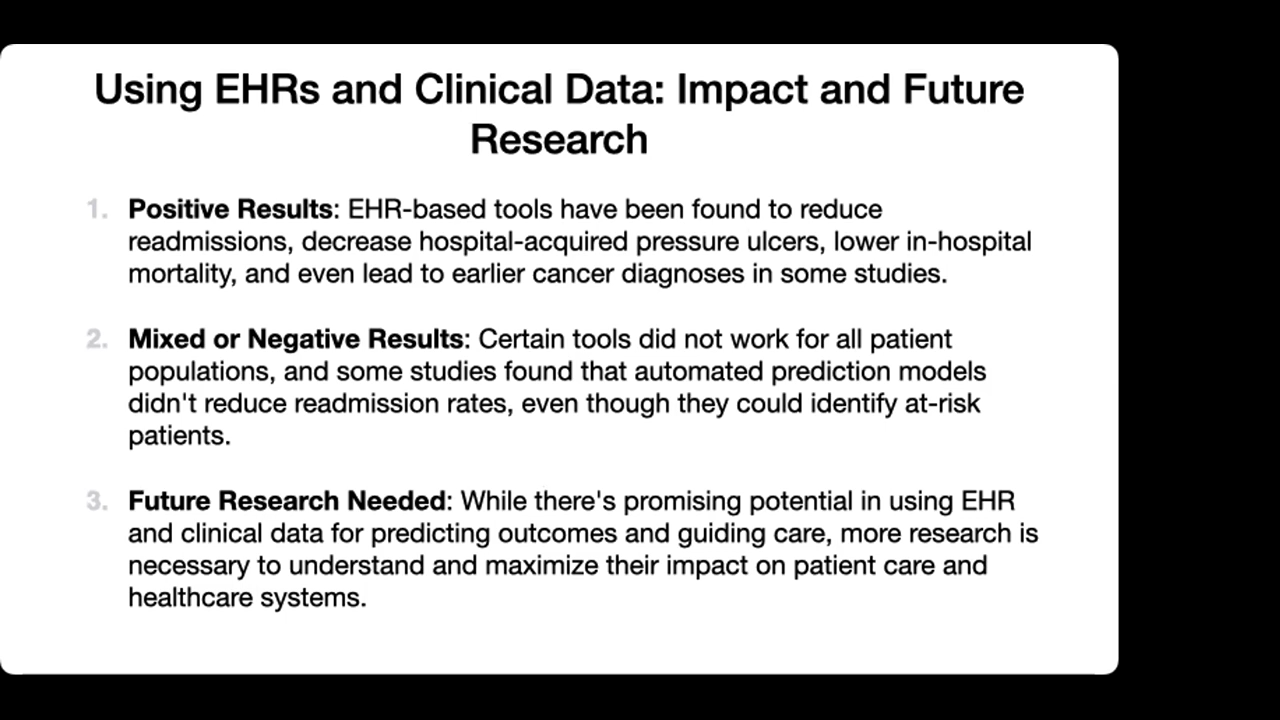 Using EHRs and Clinical Data: Impact and Future
Research
1. Positive Results: EHR-based tools have been found to reduce
readmissions, decrease hospital-acquired pressure ulcers, lower in-hospital
mortality, and even lead to earlier cancer diagnoses in some studies.
2. Mixed or Negative Results: Certain tools did not work for all patient
populations, and some studies found that automated prediction models
didn't reduce readmission rates, even though they could identify at-risk
patients.
3. Future Research Needed: While there's promising potential in using EHR
and clinical data for predicting outcomes and guiding care, more research is
necessary to understand and maximize their impact on patient care and
healthcare systems.